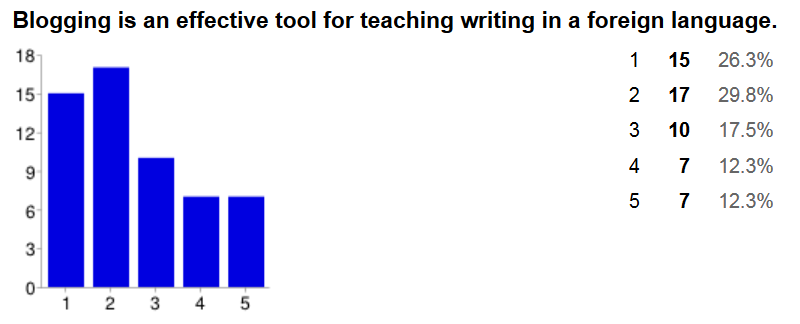 Blogging is an effective tool for teaching writing in a foreign language.
18
15
12
9
6
3
0
1 2 3 4 5
1 15 26.3%
2 17 29.8%
3 10 17.5%
4 7 12.3%
5 7 12.3%